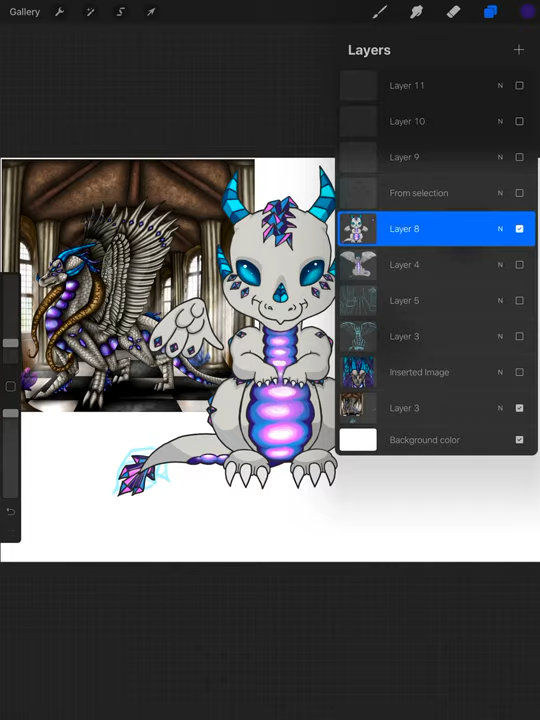 Gallery
Layers
Layer 11 N
Layer 10 N
Layer 9 N
From selection N
Layer 8 N
Layer 4 N
Layer 5 N
Layer 3 N
Inserted Image N
Layer 3 N
Background color